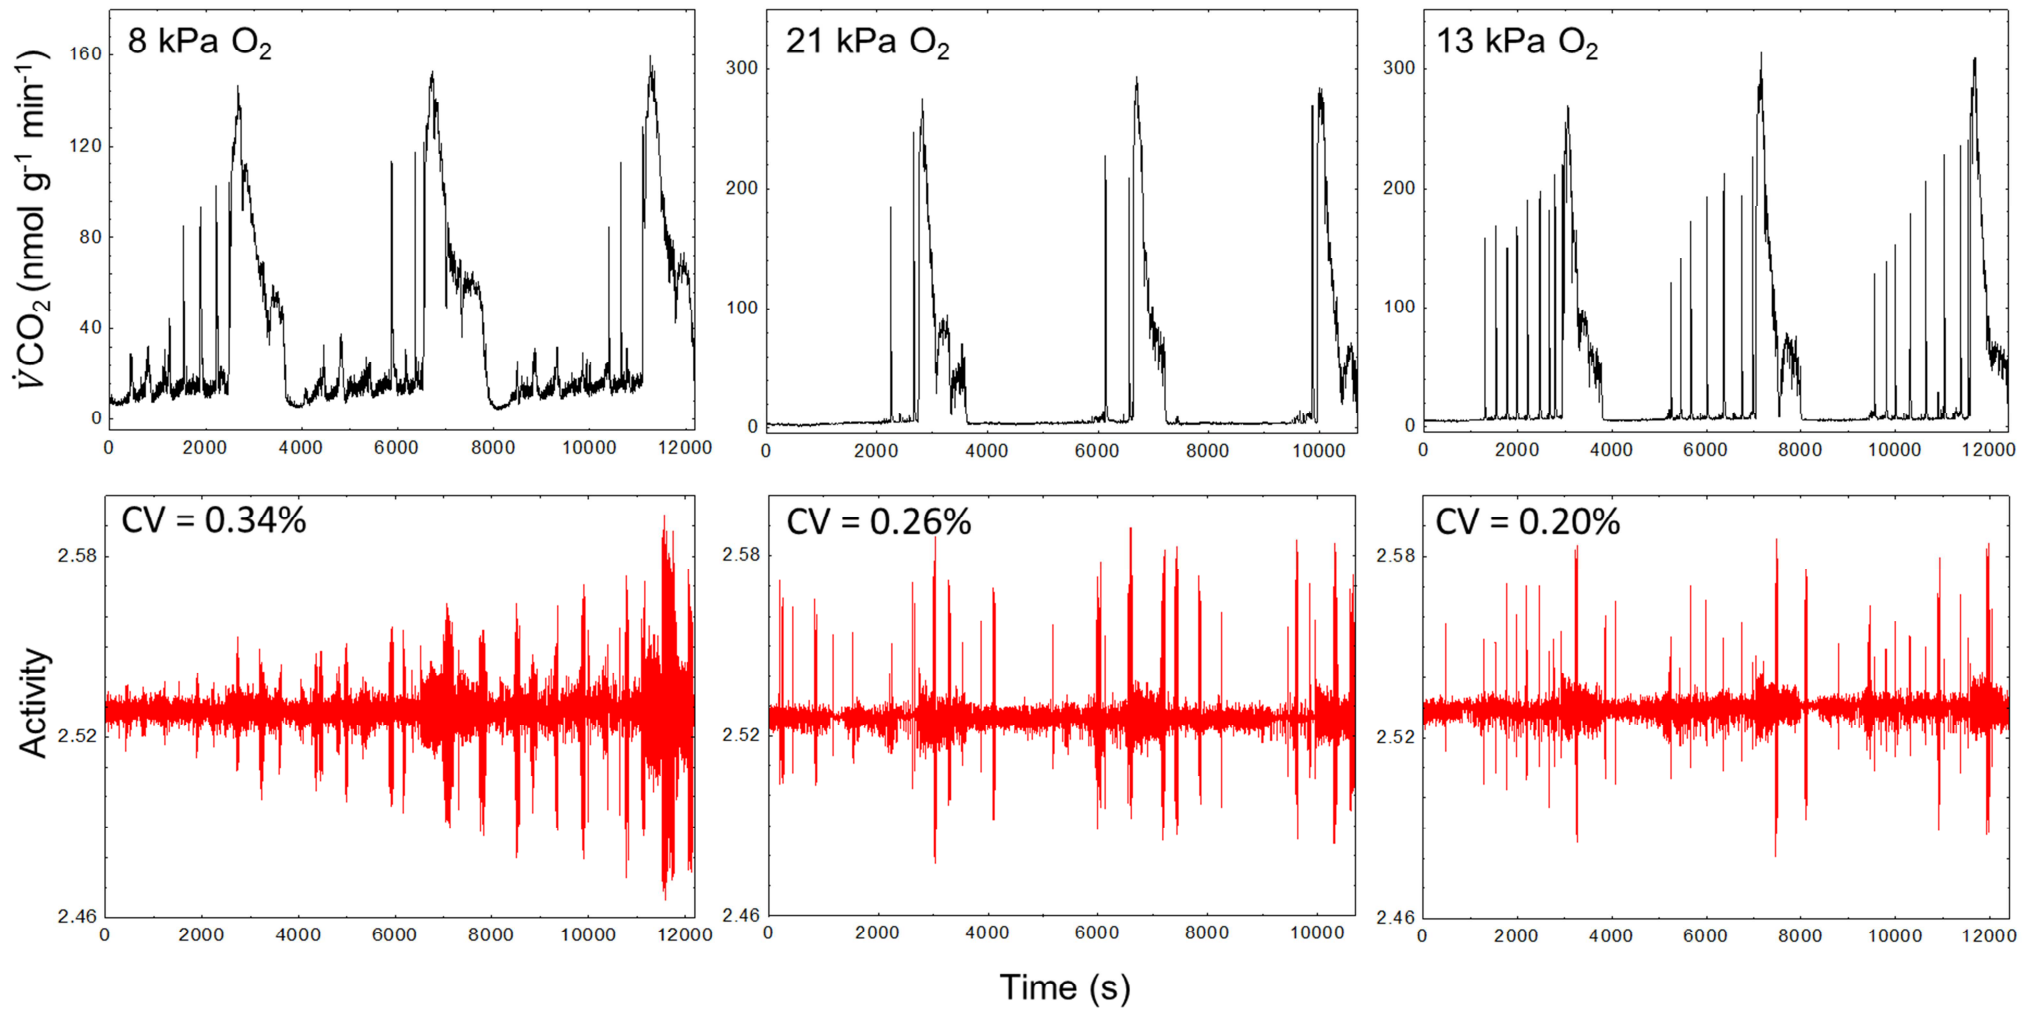 8 kPa O₂
21 kPa O₂
13 kPa O₂
V̇CO₂ (nmol g⁻¹ min⁻¹)
160
120
80
40
0
0 2000 4000 6000 8000 10000 12000
300
200
100
0
0 2000 4000 6000 8000 10000
300
200
100
0
0 2000 4000 6000 8000 10000 12000
CV = 0.34%
CV = 0.26%
CV = 0.20%
Activity
2.58
2.52
2.46
0 2000 4000 6000 8000 10000 12000
2.58
2.52
2.46
0 2000 4000 6000 8000 10000
2.58
2.52
2.46
0 2000 4000 6000 8000 10000 12000
Time (s)